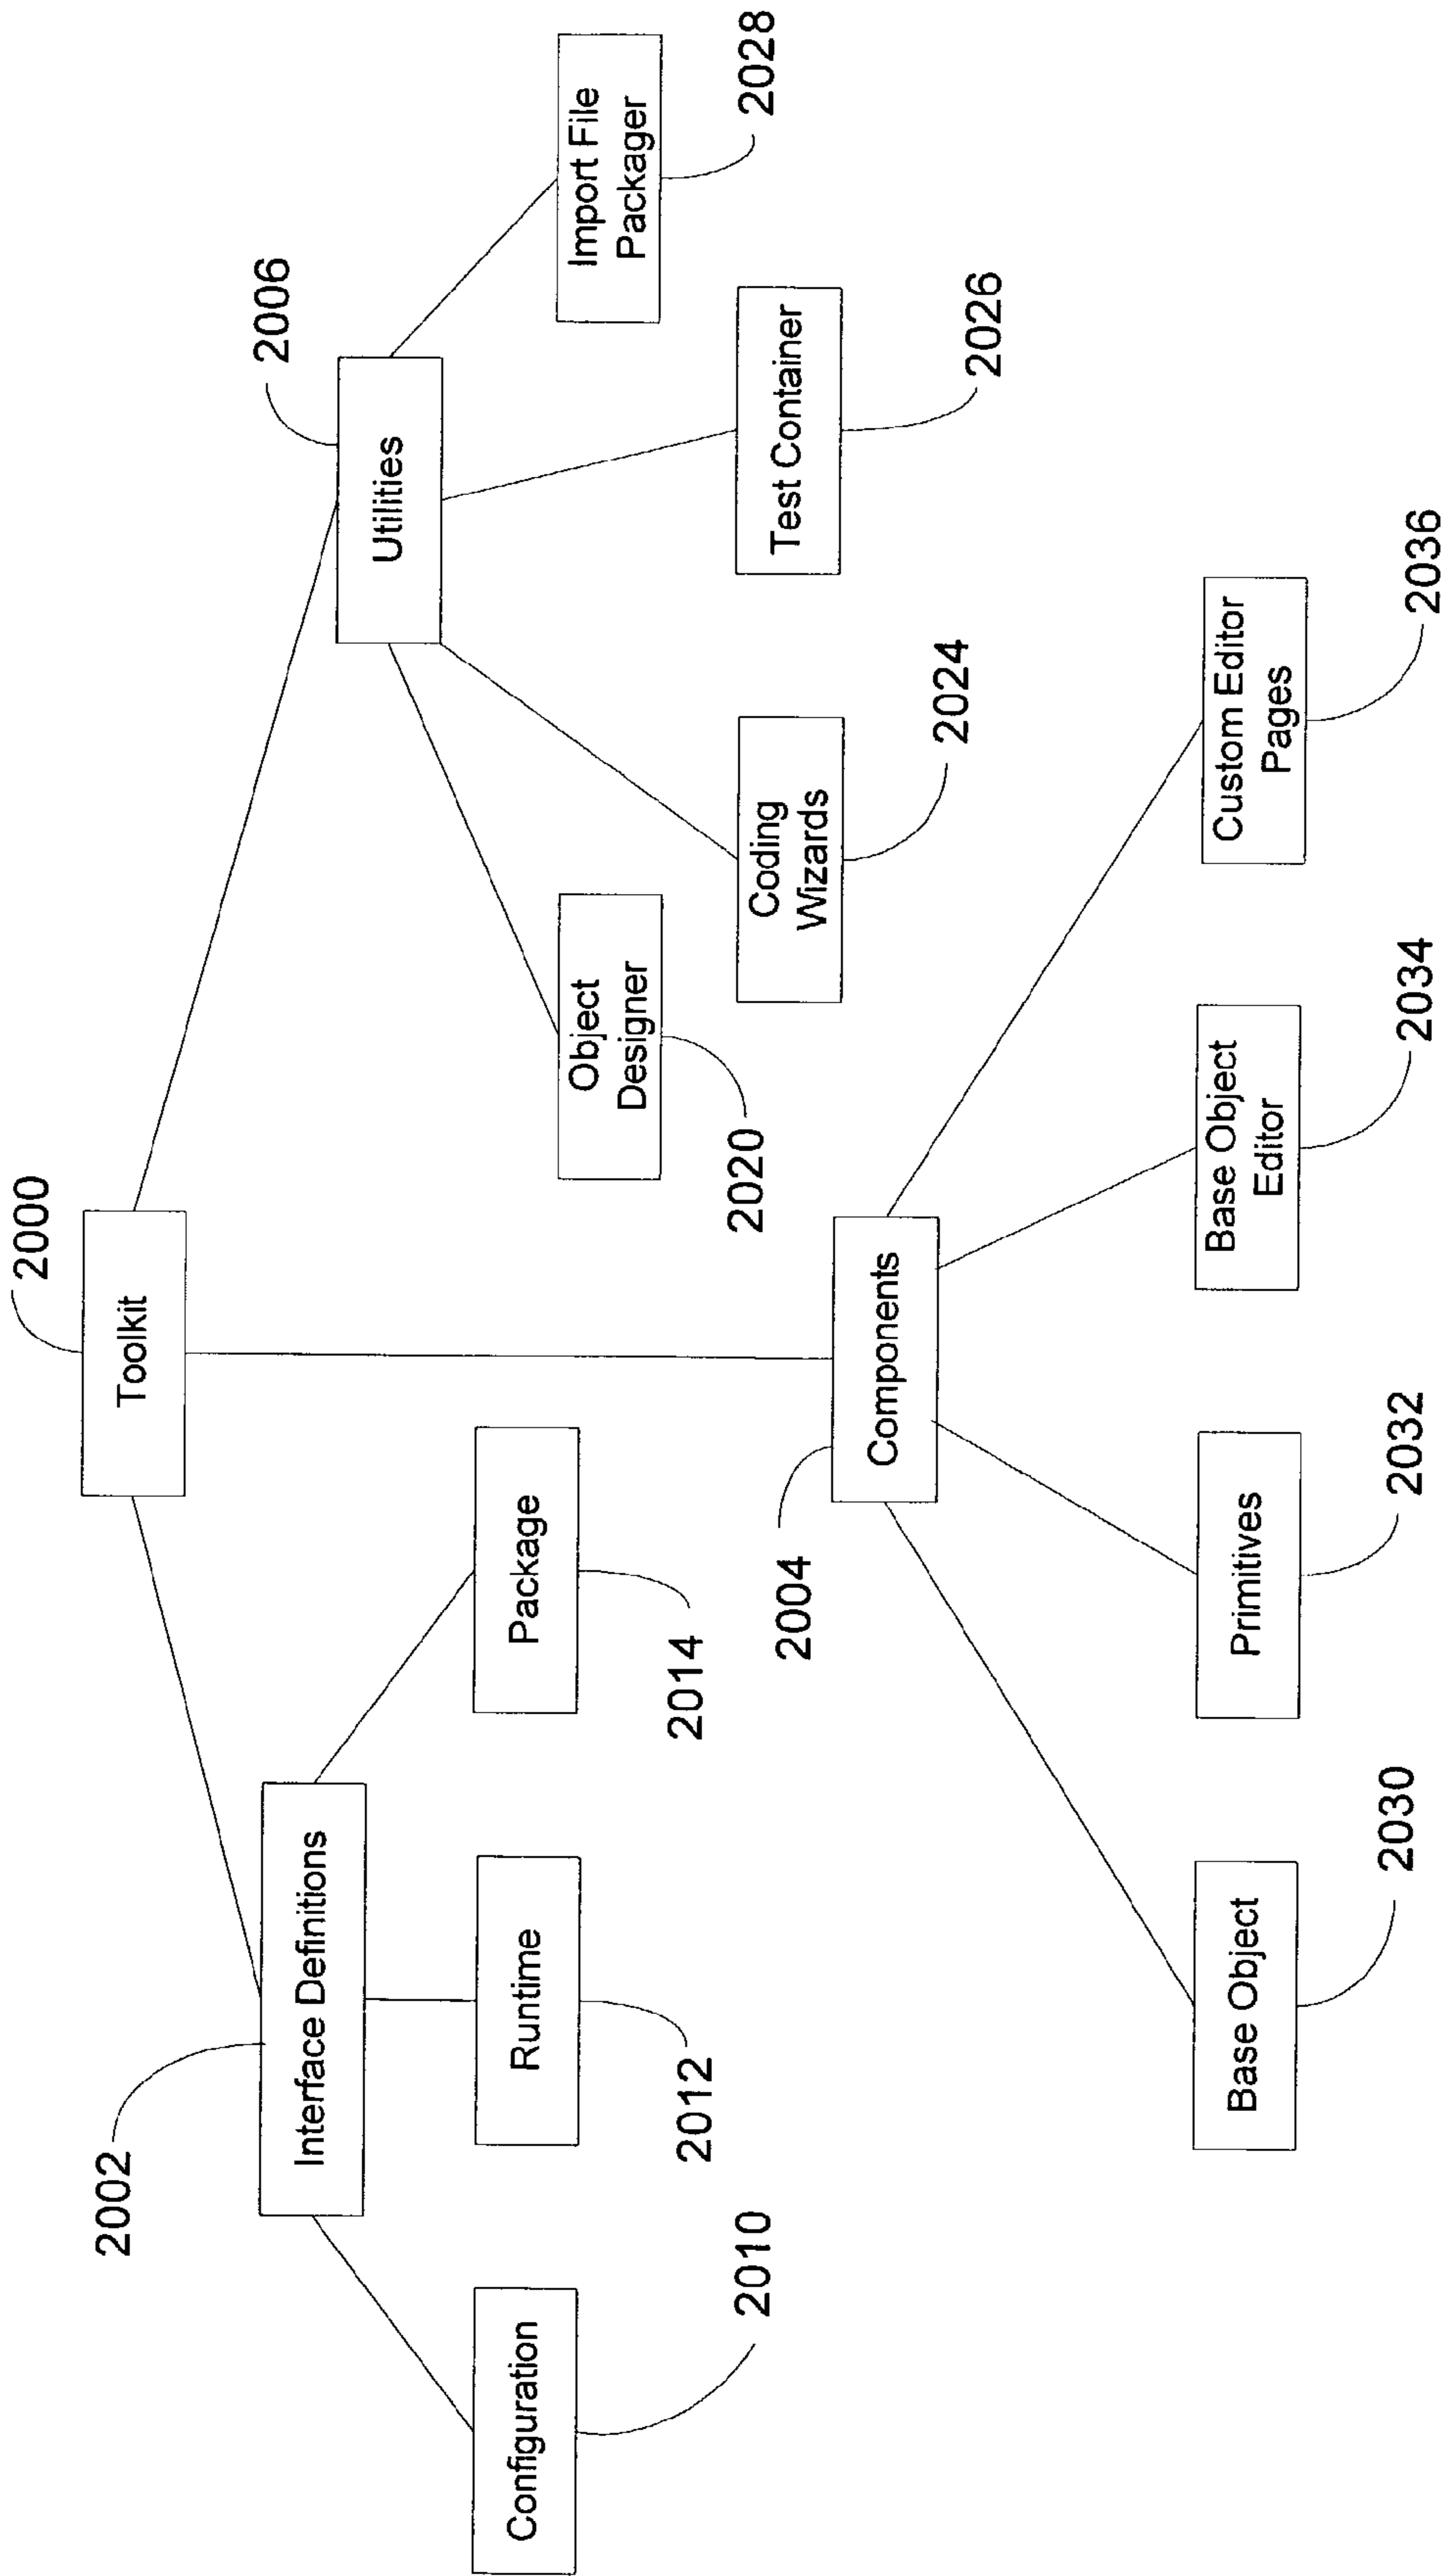 2000
Toolkit
2006
Utilities
2002
Interface Definitions
Import File
Packager
2028
Object
Designer
2020
Package
2014
Runtime
2012
Configuration
2010
Test Container
2026
Coding
Wizards
2024
Components
2004
Custom Editor
Pages
2036
Base Object
Editor
2034
Primitives
2032
Base Object
2030